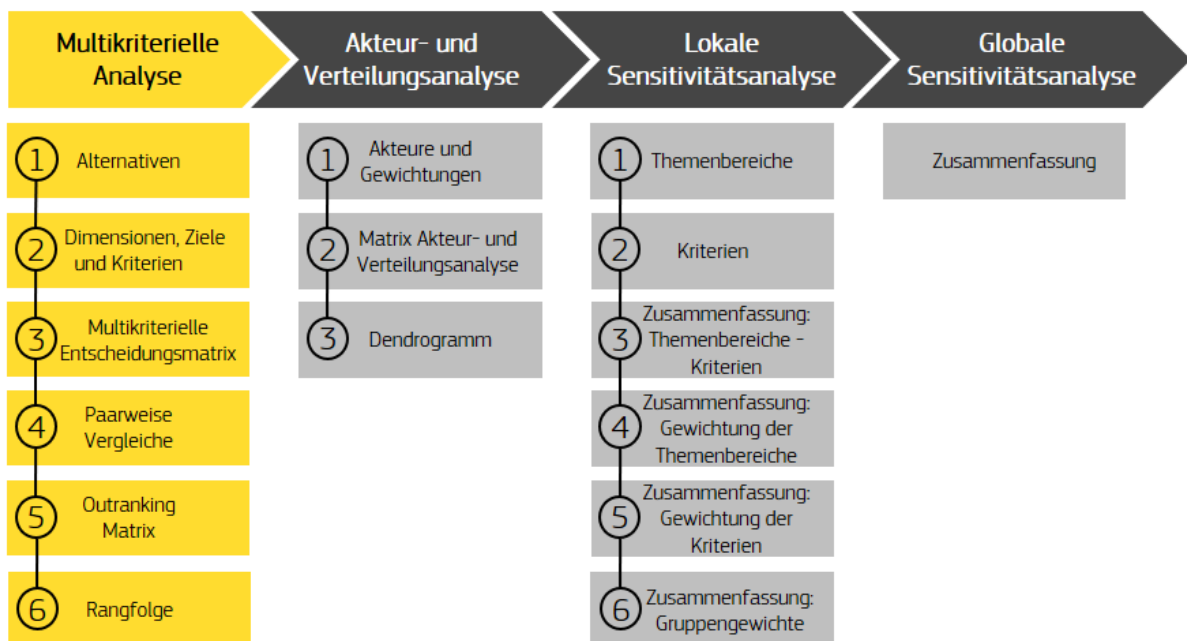 Multikriterielle
Analyse
Akteur- und
Verteilungsanalyse
Lokale
Sensitivitätsanalyse
Globale
Sensitivitätsanalyse
1 Alternativen
2 Dimensionen, Ziele
und Kriterien
3 Multikriterielle
Entscheidungsmatrix
4 Paarweise
Vergleiche
5 Outranking
Matrix
6 Rangfolge
1 Akteure und
Gewichtungen
2 Matrix Akteur- und
Verteilungsanalyse
3 Dendrogramm
1 Themenbereiche
2 Kriterien
3 Zusammenfassung:
Themenbereiche -
Kriterien
4 Zusammenfassung:
Gewichtung der
Themenbereiche
5 Zusammenfassung:
Gewichtung der
Kriterien
6 Zusammenfassung:
Gruppengewichte
Zusammenfassung